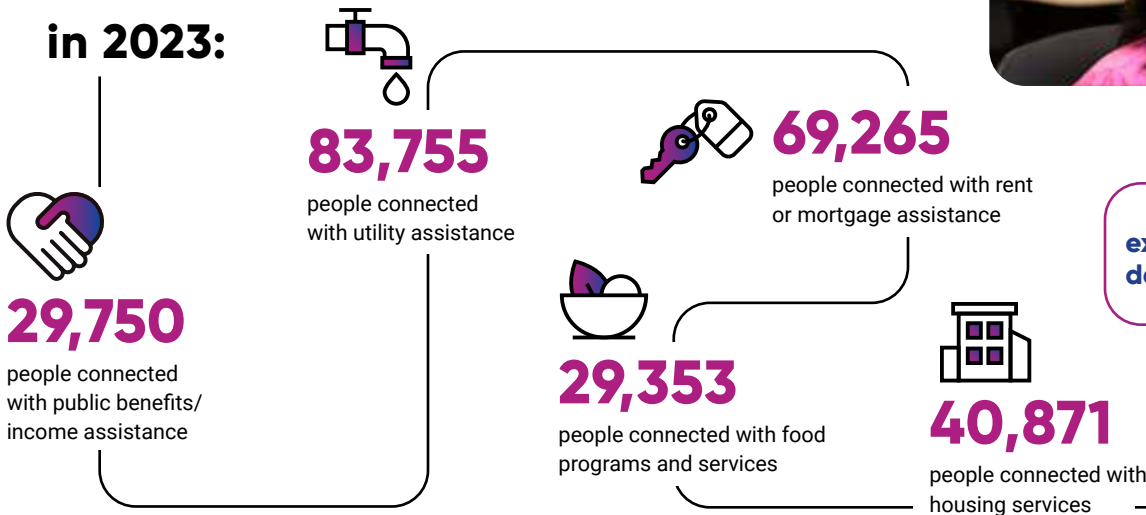 in 2023:
29,750
people connected
with public benefits/
income assistance
83,755
people connected
with utility assistance
69,265
people connected with rent
or mortgage assistance
29,353
people connected with food
programs and services
40,871
people connected with
housing services